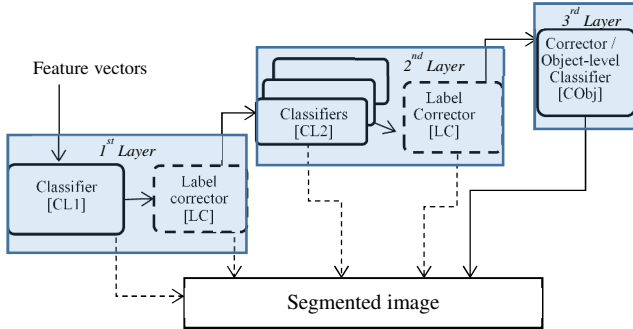 Feature vectors
1st Layer
Classifier
[CL1]
Label
corrector
[LC]
2nd Layer
Classifiers
[CL2]
Label
Corrector
[LC]
3rd Layer
Corrector /
Object-level
Classifier
[CObj]
Segmented image